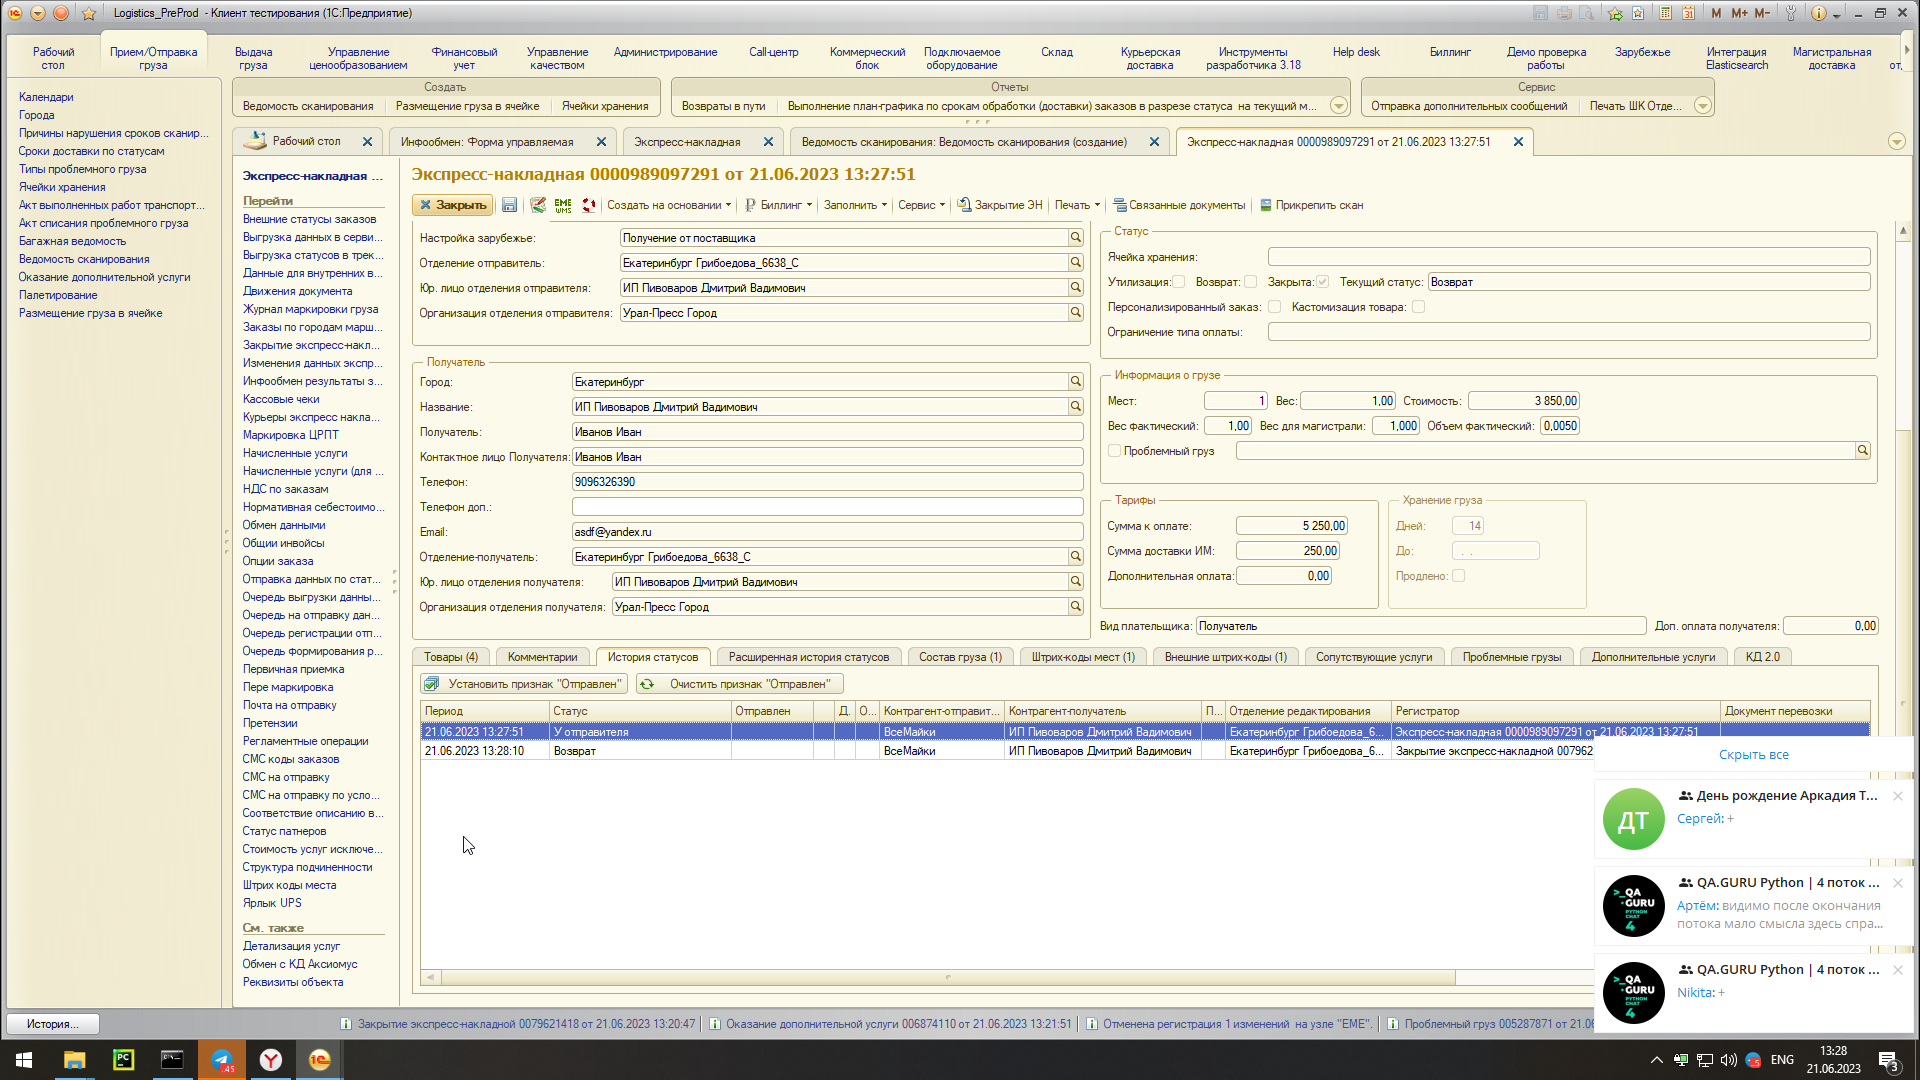 Logistics_PreProd - Клиент тестирования (1С:Предприятие)
M M+ M-
Рабочий стол
Прием/Отправка груза
Выдача груза
Управление ценообразованием
Финансовый учет
Управление качеством
Администрирование
Call-центр
Коммерческий блок
Подключаемое оборудование
Склад
Курьерская доставка
Инструменты разработчика 3.18
Help desk
Биллинг
Демо проверка работы
Зарубежье
Интеграция Elasticsearch
Магистральная доставка
Создать
Ведомость сканирования Размещение груза в ячейке Ячейки хранения
Отчеты
Возвраты в пути Выполнение план-графика по срокам обработки (доставки) заказов в разрезе статуса на текущий м...
Сервис
Отправка дополнительных сообщений Печать ШК Отде...
Календари
Города
Причины нарушения сроков сканир...
Сроки доставки по статусам
Типы проблемного груза
Ячейки хранения
Акт выполненных работ транспорт...
Акт списания проблемного груза
Багажная ведомость
Ведомость сканирования
Оказание дополнительной услуги
Палетирование
Размещение груза в ячейке
Рабочий стол
Инфообмен: Форма управляемая
Экспресс-накладная
Ведомость сканирования: Ведомость сканирования (создание)
Экспресс-накладная 0000989097291 от 21.06.2023 13:27:51
Экспресс-накладная ...
Перейти
Внешние статусы заказов
Выгрузка данных в серви...
Выгрузка статусов в трек...
Данные для внутренних в...
Движения документа
Журнал маркировки груза
Заказы по городам марш...
Закрытие экспресс-накл...
Изменения данных экспр...
Инфообмен результаты з...
Кассовые чеки
Курьеры экспресс накла...
Маркировка ЦРПТ
Начисленные услуги
Начисленные услуги (для ...
НДС по заказам
Нормативная себестоимо...
Обмен данными
Общии инвойсы
Опции заказа
Отправка данных по стат...
Очередь выгрузки данны...
Очередь на отправку дан...
Очередь регистрации отп...
Очередь формирования р...
Первичная приемка
Пере маркировка
Почта на отправку
Претензии
Регламентные операции
СМС коды заказов
СМС на отправку
СМС на отправку по усло...
Соответствие описанию в...
Статус патнеров
Стоимость услуг исключе...
Структура подчиненности
Штрих коды места
Ярлык UPS
См. также
Детализация услуг
Обмен с КД Аксиомус
Реквизиты объекта
Экспресс-накладная 0000989097291 от 21.06.2023 13:27:51
Закрыть EME WMS Создать на основании Биллинг Заполнить Сервис Закрытие ЭН Печать Связанные документы Прикрепить скан
Настройка зарубежье: Получение от поставщика
Отделение отправитель: Екатеринбург Грибоедова_6638_С
Юр. лицо отделения отправителя: ИП Пивоваров Дмитрий Вадимович
Организация отделения отправителя: Урал-Пресс Город
Получатель
Город: Екатеринбург
Название: ИП Пивоваров Дмитрий Вадимович
Получатель: Иванов Иван
Контактное лицо Получателя: Иванов Иван
Телефон: 9096326390
Телефон доп.:
Email: asdf@yandex.ru
Отделение-получатель: Екатеринбург Грибоедова_6638_С
Юр. лицо отделения получателя: ИП Пивоваров Дмитрий Вадимович
Организация отделения получателя: Урал-Пресс Город
Статус
Ячейка хранения:
Утилизация: Возврат: Закрыта: Текущий статус: Возврат
Персонализированный заказ: Кастомизация товара:
Ограничение типа оплаты:
Информация о грузе
Мест: 1 Вес: 1,00 Стоимость: 3 850,00
Вес фактический: 1,00 Вес для магистрали: 1,000 Объем фактический: 0,0050
Проблемный груз
Тарифы
Сумма к оплате: 5 250,00
Сумма доставки ИМ: 250,00
Дополнительная оплата: 0,00
Хранение груза
Дней: 14
До: . .
Продлено:
Вид плательщика: Получатель Доп. оплата получателя: 0,00
Товары (4) Комментарии История статусов Расширенная история статусов Состав груза (1) Штрих-коды мест (1) Внешние штрих-коды (1) Сопутствующие услуги Проблемные грузы Дополнительные услуги КД 2.0
Установить признак "Отправлен" Очистить признак "Отправлен"
Период Статус Отправлен Д. О... Контрагент-отправит... Контрагент-получатель П... Отделение редактирования Регистратор Документ перевозки
21.06.2023 13:27:51 У отправителя ВсеМайки ИП Пивоваров Дмитрий Вадимович Екатеринбург Грибоедова_6... Экспресс-накладная 0000989097291 от 21.06.2023 13:27:51
21.06.2023 13:28:10 Возврат ВсеМайки ИП Пивоваров Дмитрий Вадимович Екатеринбург Грибоедова_6... Закрытие экспресс-накладной 007962
Скрыть все
ДТ
День рождение Аркадия Т...
Сергей: +
>_QA .GURU PYTHON CHAT 4
QA.GURU Python | 4 поток ...
Артём: видимо после окончания
потока мало смысла здесь спра...
>_QA .GURU PYTHON CHAT 4
QA.GURU Python | 4 поток ...
Nikita: +
История...
Закрытие экспресс-накладной 0079621418 от 21.06.2023 13:20:47
Оказание дополнительной услуги 006874110 от 21.06.2023 13:21:51
Отменена регистрация 1 изменений на узле "EME".
Проблемный груз 005287871 от 21.06
PC
45
ENG
13:28
21.06.2023
3